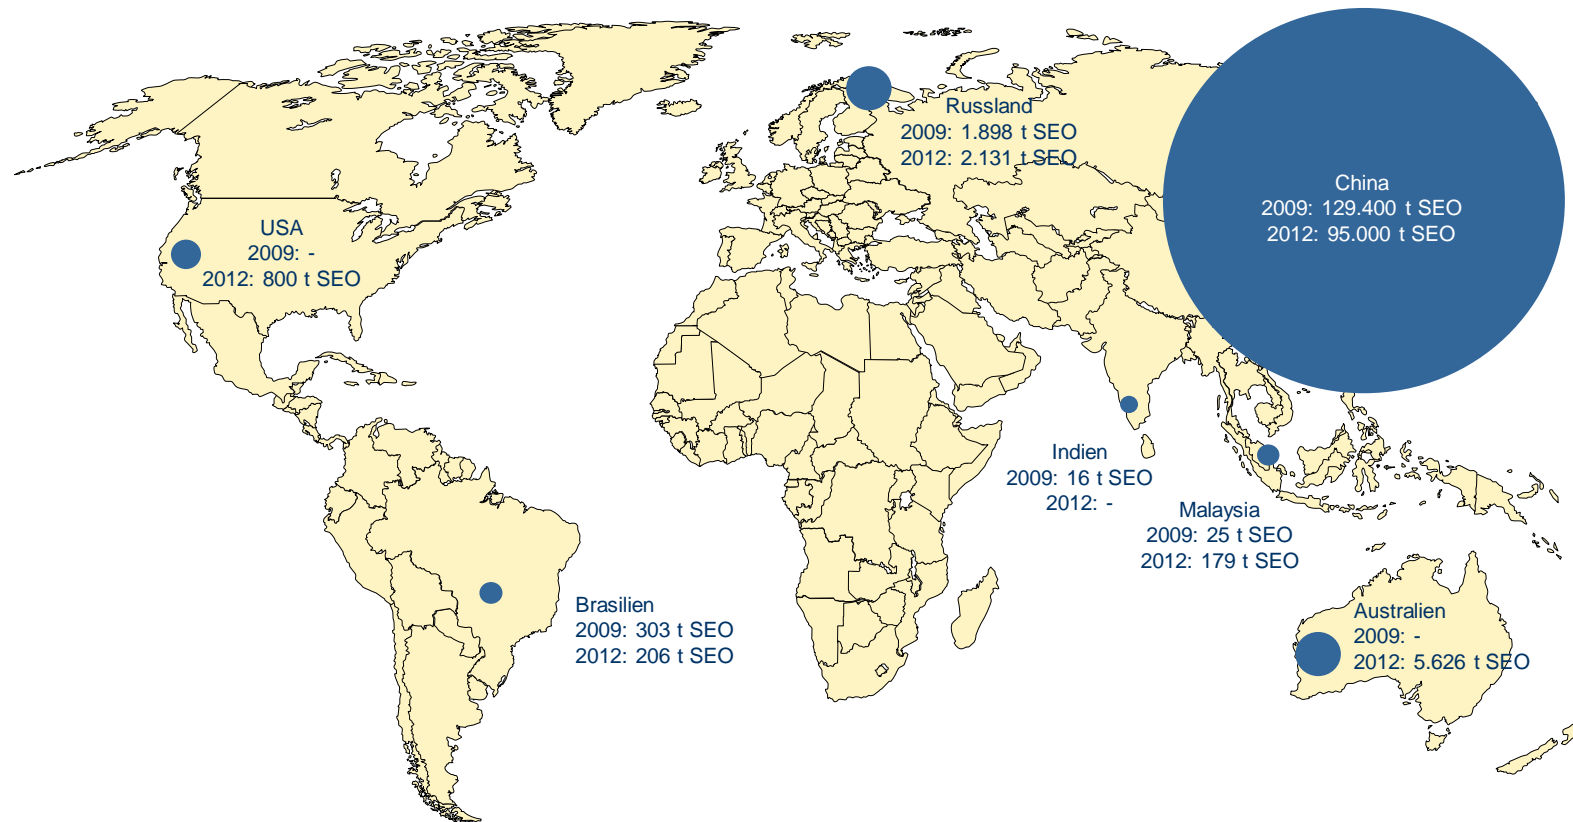 Russland
2009: 1.898 t SEO
2012: 2.131 t SEO
China
2009: 129.400 t SEO
2012: 95.000 t SEO
USA
2009: -
2012: 800 t SEO
Indien
2009: 16 t SEO
2012: -
Malaysia
2009: 25 t SEO
2012: 179 t SEO
Brasilien
2009: 303 t SEO
2012: 206 t SEO
Australien
2009: -
2012: 5.626 t SEO